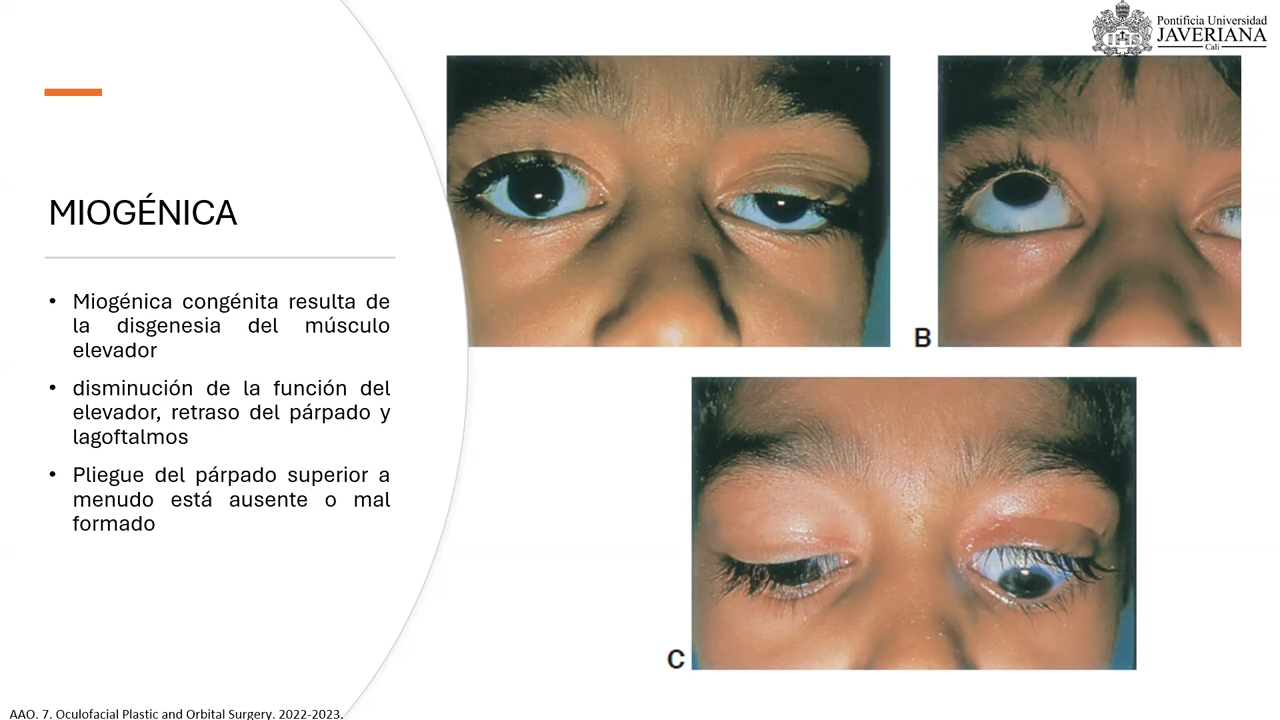 Pontificia Universidad
JAVERIANA
Cali
MIOGÉNICA
• Miogénica congénita resulta de
la disgenesia del músculo
elevador
• disminución de la función del
elevador, retraso del párpado y
lagoftalmos
• Pliegue del párpado superior a
menudo está ausente o mal
formado
B
C
AAO. 7. Oculofacial Plastic and Orbital Surgery. 2022-2023.